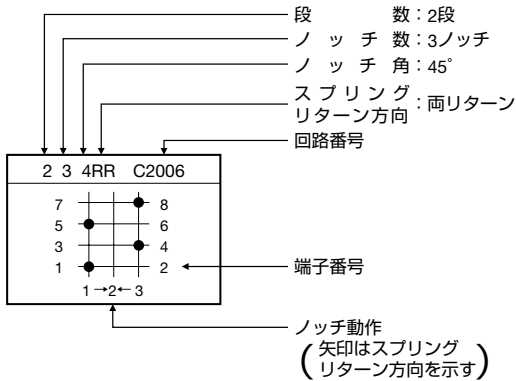 段数：2段
ノッチ数：3ノッチ
ノッチ角：45°
スプリング
リターン方向：両リターン
回路番号
2 3 4RR C2006
7 8
5 6
3 4
1 2
端子番号
1→2←3
ノッチ動作
(矢印はスプリング
リターン方向を示す)